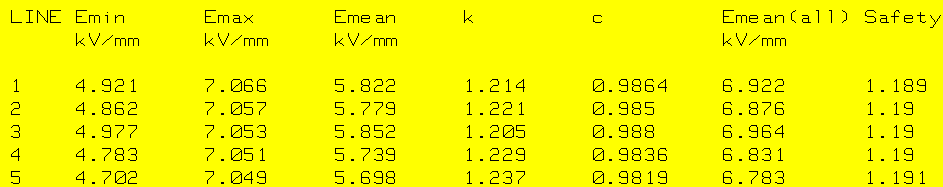 LINE Emin Emax Emean k c Emean(all) Safety
kV/mm kV/mm kV/mm kV/mm
1 4.921 7.066 5.822 1.214 0.9864 6.922 1.189
2 4.862 7.057 5.779 1.221 0.985 6.876 1.19
3 4.977 7.053 5.852 1.205 0.988 6.964 1.19
4 4.783 7.051 5.739 1.229 0.9836 6.831 1.19
5 4.702 7.049 5.698 1.237 0.9819 6.783 1.191